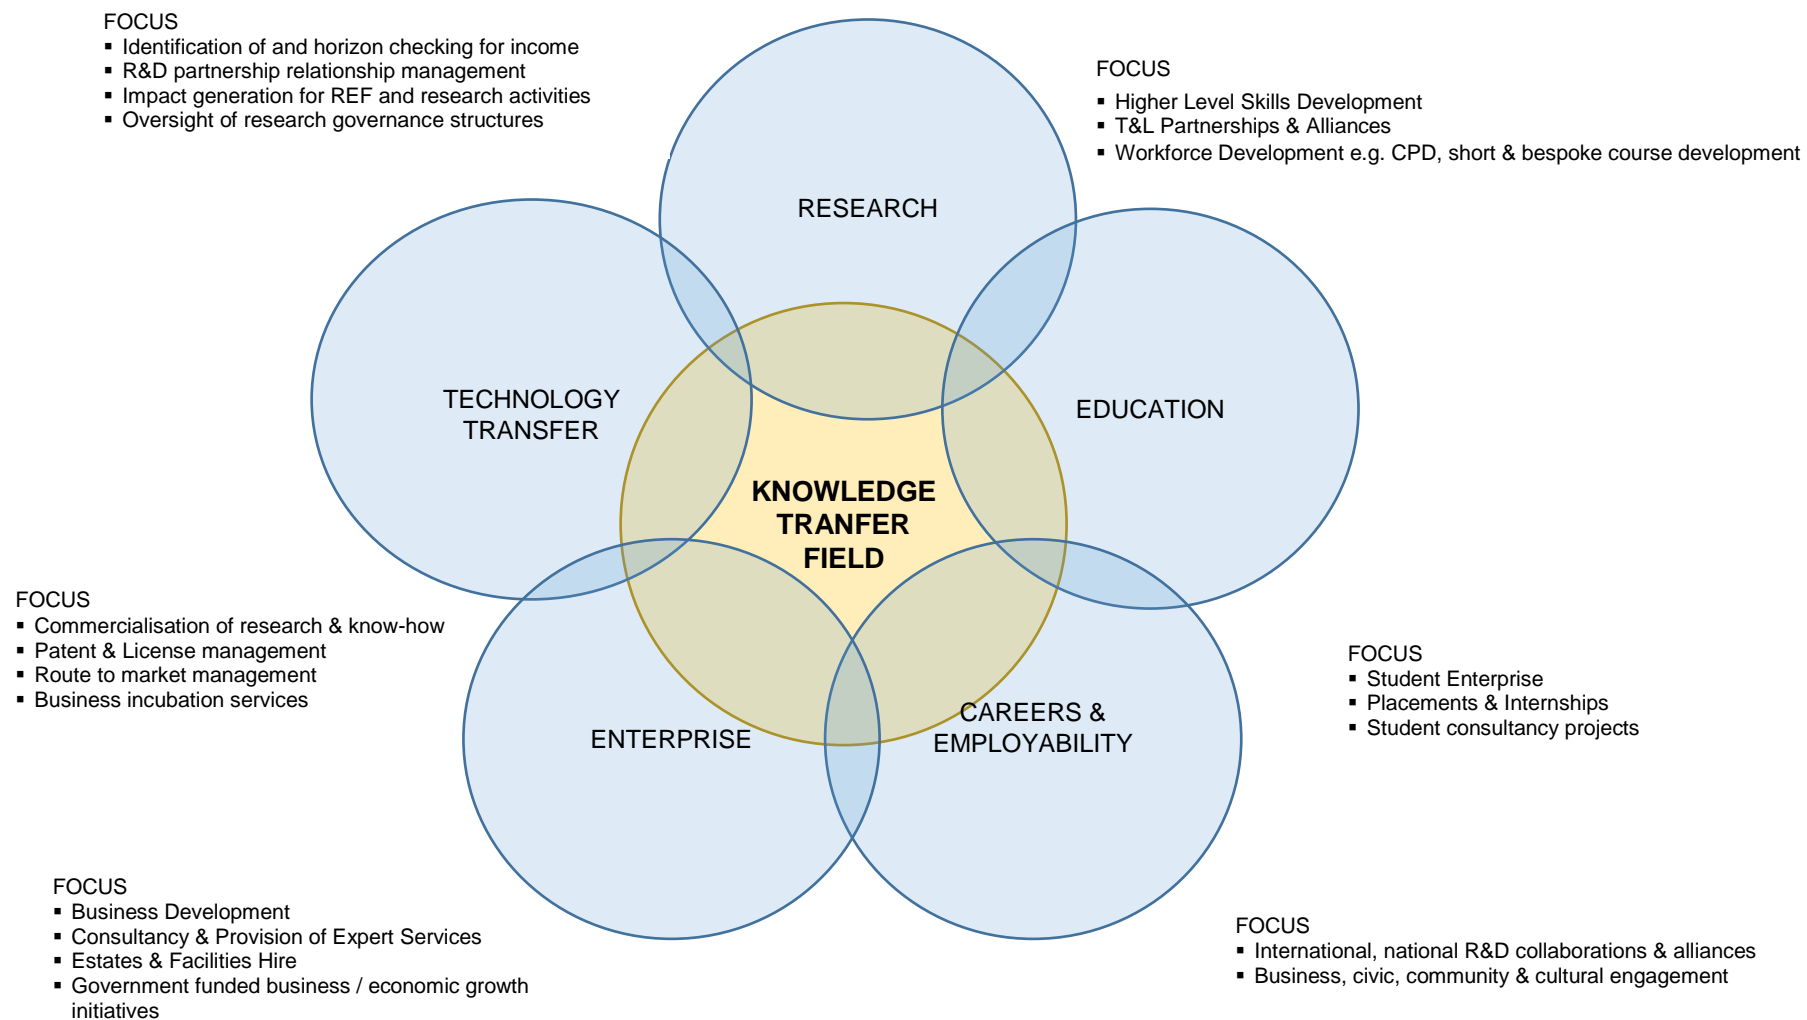 FOCUS
▪ Identification of and horizon checking for income
▪ R&D partnership relationship management
▪ Impact generation for REF and research activities
▪ Oversight of research governance structures
FOCUS
▪ Higher Level Skills Development
▪ T&L Partnerships & Alliances
▪ Workforce Development e.g. CPD, short & bespoke course development
RESEARCH
TECHNOLOGY
TRANSFER
EDUCATION
KNOWLEDGE
TRANFER
FIELD
FOCUS
▪ Commercialisation of research & know-how
▪ Patent & License management
▪ Route to market management
▪ Business incubation services
FOCUS
▪ Student Enterprise
▪ Placements & Internships
▪ Student consultancy projects
ENTERPRISE
CAREERS &
EMPLOYABILITY
FOCUS
▪ Business Development
▪ Consultancy & Provision of Expert Services
▪ Estates & Facilities Hire
▪ Government funded business / economic growth
initiatives
FOCUS
▪ International, national R&D collaborations & alliances
▪ Business, civic, community & cultural engagement